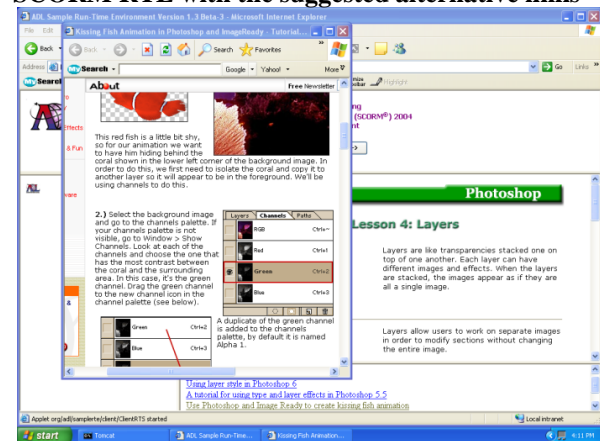 SCORM RTE with the suggested alternative links
ADL Sample Run-Time Environment Version 1.3 Beta-3 - Microsoft Internet Explorer
File Edit
Kissing Fish Animation in Photoshop and ImageReady - Tutorial...
Back
Back Search Favorites
Address
Go Links
My Search
Google Yahoo! More
Highlight
About Free Newsletter
ng
(SCORM®) 2004
nt
Effects
& Fun
This red fish is a little bit shy,
so for our animation we want
to have him hiding behind the
coral shown in the lower left corner of the background image. In
order to do this, we first need to isolate the coral and copy it to
another layer so it will appear to be in the foreground. We'll be
using channels to do this.
ADL
ware
Photoshop
2.) Select the background image
and go to the channels palette. If
your channels palette is not
visible, go to Window > Show
Channels. Look at each of the
channels and choose the one that
has the most contrast between
the coral and the surrounding
area. In this case, it's the green
channel. Drag the green channel
to the new channel icon in the
channel palette (see below).
Layers Channels Paths
RGB Ctrl+~
Red Ctrl+1
Green Ctrl+2
Blue Ctrl+3
Lesson 4: Layers
Layers are like transparencies stacked one on
top of one another. Each layer can have
different images and effects. When the layers
are stacked, the images appear as if they are
all a single image.
Green Ctrl+2
Blue Ctrl+3
A duplicate of the green channel
is added to the channels
palette, by default it is named
Alpha 1.
Layers allow users to work on separate images
in order to modify sections without changing
the entire image.
Using layer style in Photoshop 6
A tutorial for using type and layer effects in Photoshop 5.5
Use Photoshop and Image Ready to create kissing fish animation
Applet org/adl/samplerte/client/ClientRTS started
Local intranet
start Tomcat ADL Sample Run-Time... Kissing Fish Animation... 4:11 PM